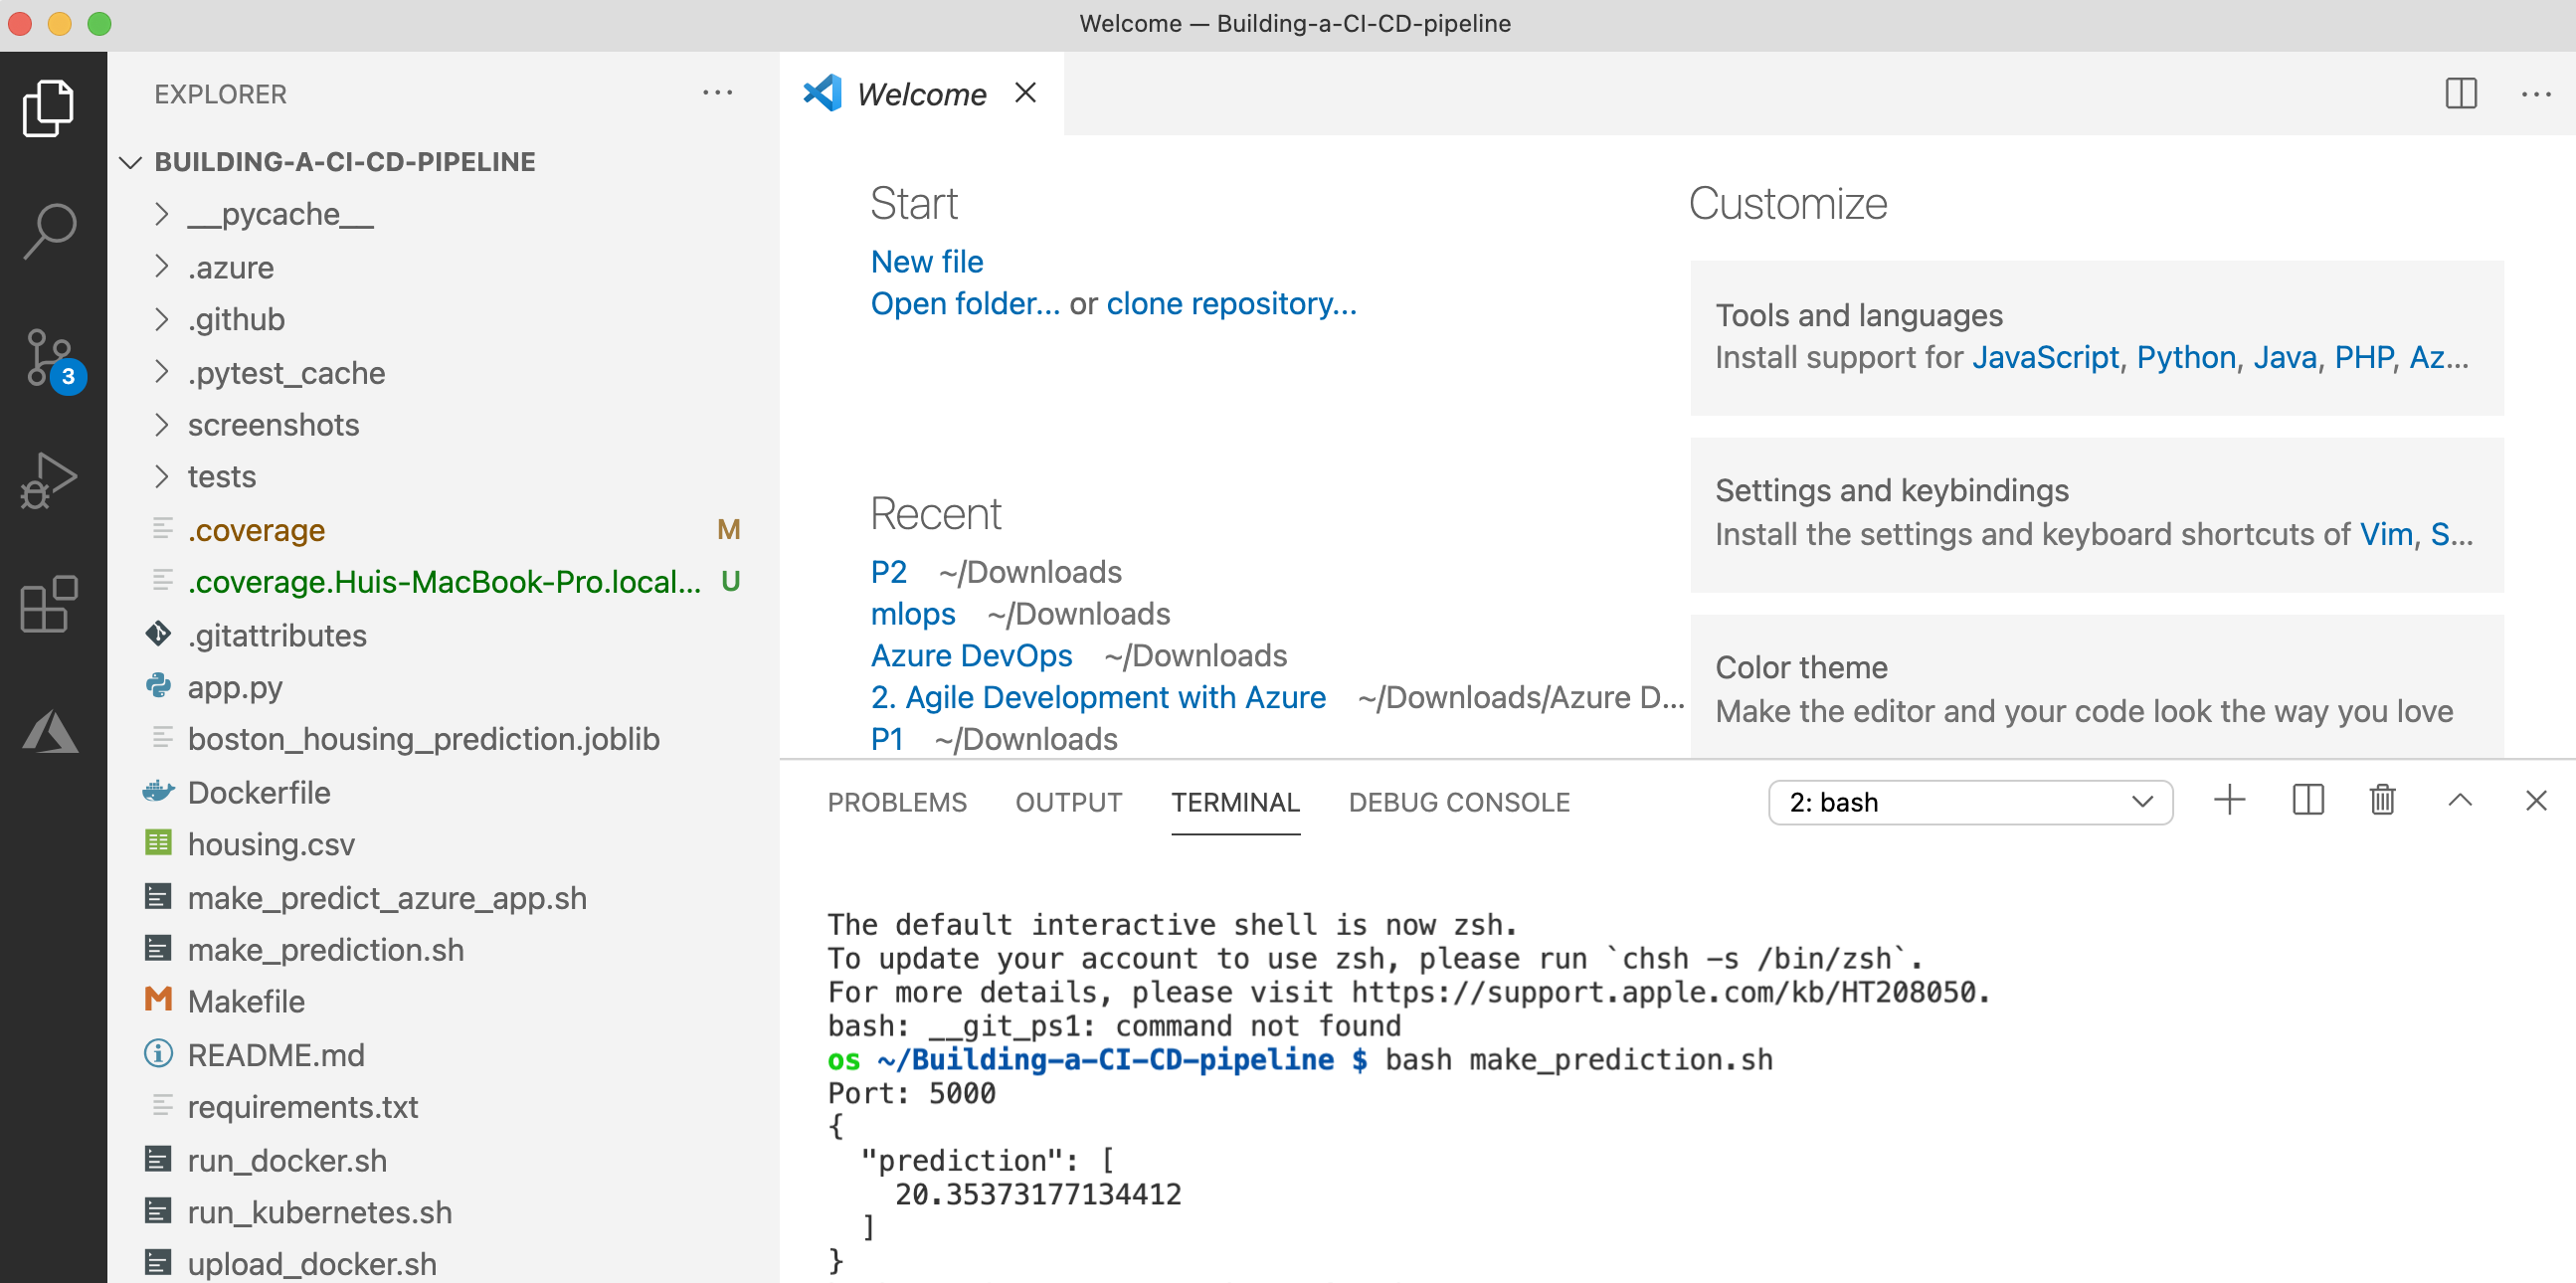 Welcome — Building-a-CI-CD-pipeline
EXPLORER
BUILDING-A-CI-CD-PIPELINE
__pycache__
.azure
.github
.pytest_cache
screenshots
tests
.coverage M
.coverage.Huis-MacBook-Pro.local... U
.gitattributes
app.py
boston_housing_prediction.joblib
Dockerfile
housing.csv
make_predict_azure_app.sh
make_prediction.sh
Makefile
README.md
requirements.txt
run_docker.sh
run_kubernetes.sh
upload_docker.sh
3
Welcome
Start
New file
Open folder... or clone repository...
Recent
P2 ~/Downloads
mlops ~/Downloads
Azure DevOps ~/Downloads
2. Agile Development with Azure ~/Downloads/Azure D...
P1 ~/Downloads
Customize
Tools and languages
Install support for JavaScript, Python, Java, PHP, Az...
Settings and keybindings
Install the settings and keyboard shortcuts of Vim, S...
Color theme
Make the editor and your code look the way you love
PROBLEMS OUTPUT TERMINAL DEBUG CONSOLE 2: bash
The default interactive shell is now zsh.
To update your account to use zsh, please run `chsh -s /bin/zsh`.
For more details, please visit https://support.apple.com/kb/HT208050.
bash: __git_ps1: command not found
os ~/Building-a-CI-CD-pipeline $ bash make_prediction.sh
Port: 5000
{
  "prediction": [
    20.35373177134412
  ]
}